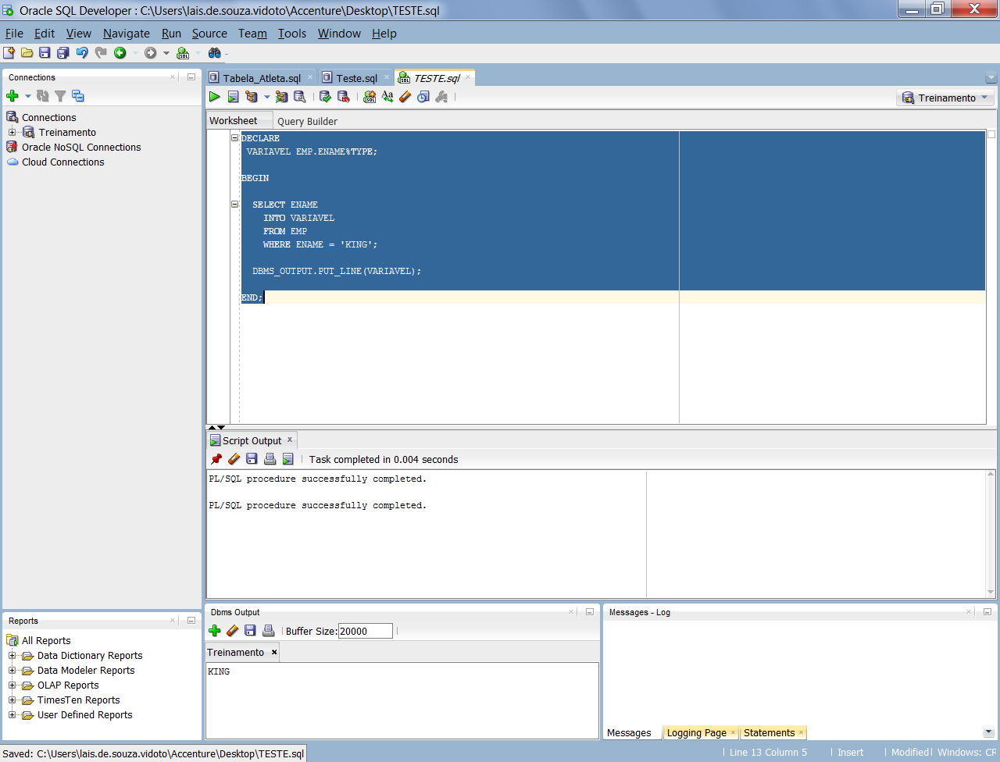 Oracle SQL Developer : C:\Users\lais.de.souza.vidoto\Accenture\Desktop\TESTE.sql
File Edit View Navigate Run Source Team Tools Window Help
Connections
Connections
Treinamento
Oracle NoSQL Connections
Cloud Connections
Tabela_Atleta.sql Teste.sql TESTE.sql
Treinamento
Worksheet Query Builder
DECLARE
VARIAVEL EMP.ENAME%TYPE;
BEGIN
SELECT ENAME
INTO VARIAVEL
FROM EMP
WHERE ENAME = 'KING';
DBMS_OUTPUT.PUT_LINE(VARIAVEL);
END;
Script Output
Task completed in 0.004 seconds
PL/SQL procedure successfully completed.
PL/SQL procedure successfully completed.
Reports
All Reports
Data Dictionary Reports
Data Modeler Reports
OLAP Reports
TimesTen Reports
User Defined Reports
Dbms Output
Buffer Size: 20000
Treinamento
KING
Messages - Log
Messages Logging Page Statements
Saved: C:\Users\lais.de.souza.vidoto\Accenture\Desktop\TESTE.sql
Line 13 Column 5 Insert Modified Windows: CR